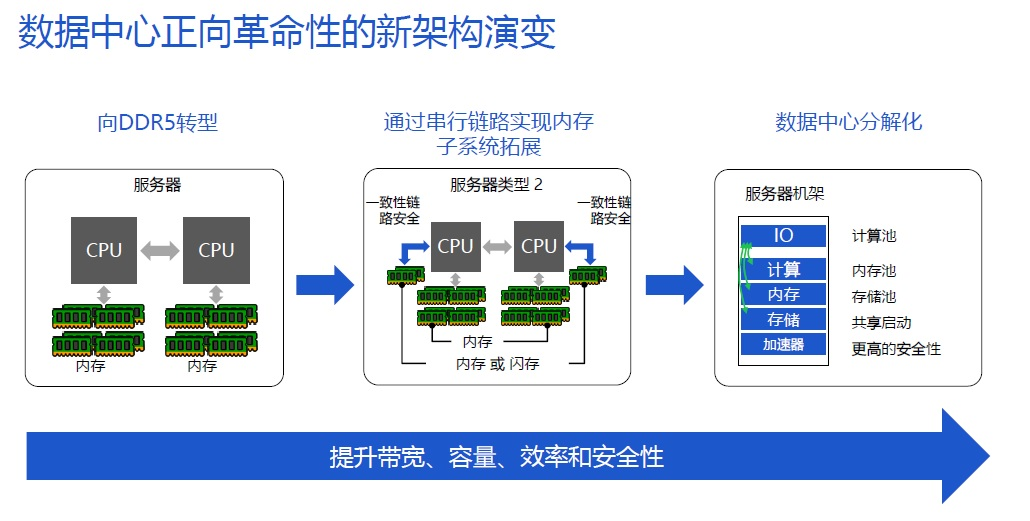 数据中心正向革命性的新架构演变
向DDR5转型
服务器
CPU
CPU
内存
内存
通过串行链路实现内存
子系统拓展
服务器类型 2
一致性链
路安全
一致性链
路安全
CPU
CPU
内存
内存 或 闪存
数据中心分解化
服务器机架
IO
计算
内存
存储
加速器
计算池
内存池
存储池
共享启动
更高的安全性
提升带宽、容量、效率和安全性